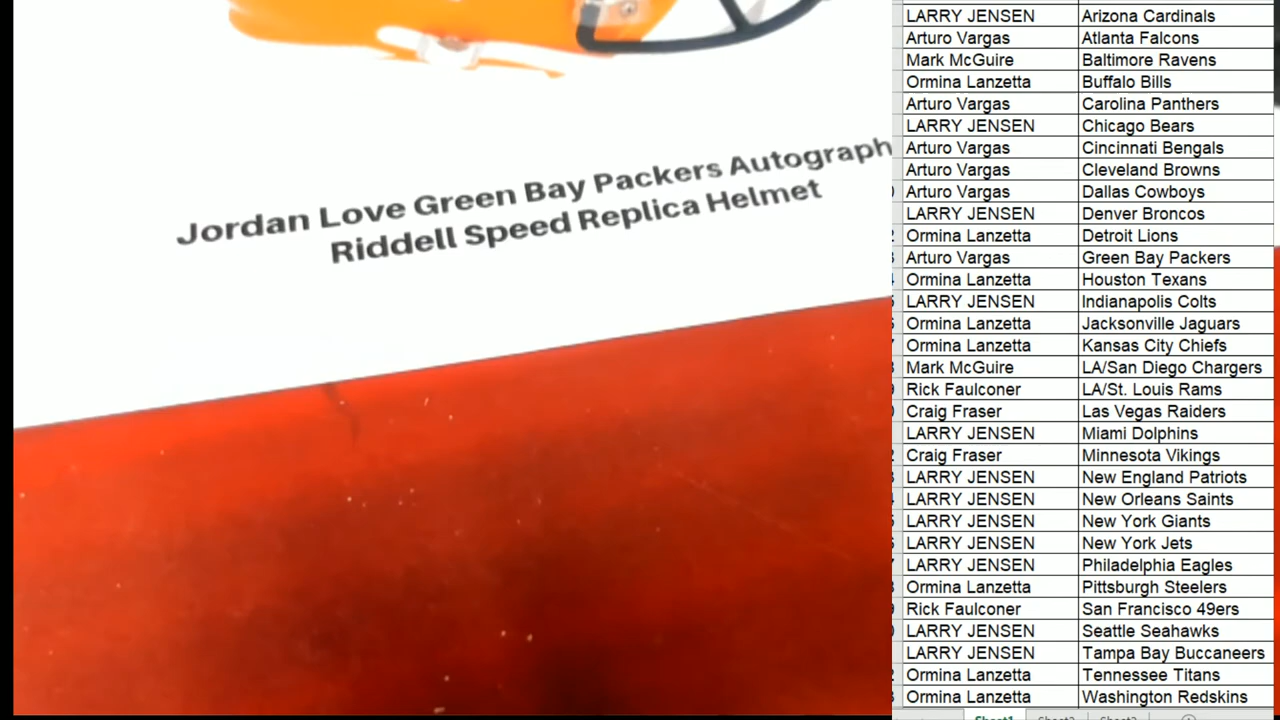 Jordan Love Green Bay Packers Autograph
Riddell Speed Replica Helmet
LARRY JENSEN Arizona Cardinals
Arturo Vargas Atlanta Falcons
Mark McGuire Baltimore Ravens
Ormina Lanzetta Buffalo Bills
Arturo Vargas Carolina Panthers
LARRY JENSEN Chicago Bears
Arturo Vargas Cincinnati Bengals
Arturo Vargas Cleveland Browns
Arturo Vargas Dallas Cowboys
LARRY JENSEN Denver Broncos
Ormina Lanzetta Detroit Lions
Arturo Vargas Green Bay Packers
Ormina Lanzetta Houston Texans
LARRY JENSEN Indianapolis Colts
Ormina Lanzetta Jacksonville Jaguars
Ormina Lanzetta Kansas City Chiefs
Mark McGuire LA/San Diego Chargers
Rick Faulconer LA/St. Louis Rams
Craig Fraser Las Vegas Raiders
LARRY JENSEN Miami Dolphins
Craig Fraser Minnesota Vikings
LARRY JENSEN New England Patriots
LARRY JENSEN New Orleans Saints
LARRY JENSEN New York Giants
LARRY JENSEN New York Jets
LARRY JENSEN Philadelphia Eagles
Ormina Lanzetta Pittsburgh Steelers
Rick Faulconer San Francisco 49ers
LARRY JENSEN Seattle Seahawks
LARRY JENSEN Tampa Bay Buccaneers
Ormina Lanzetta Tennessee Titans
Ormina Lanzetta Washington Redskins
Sheet1 Sheet2 Sheet3